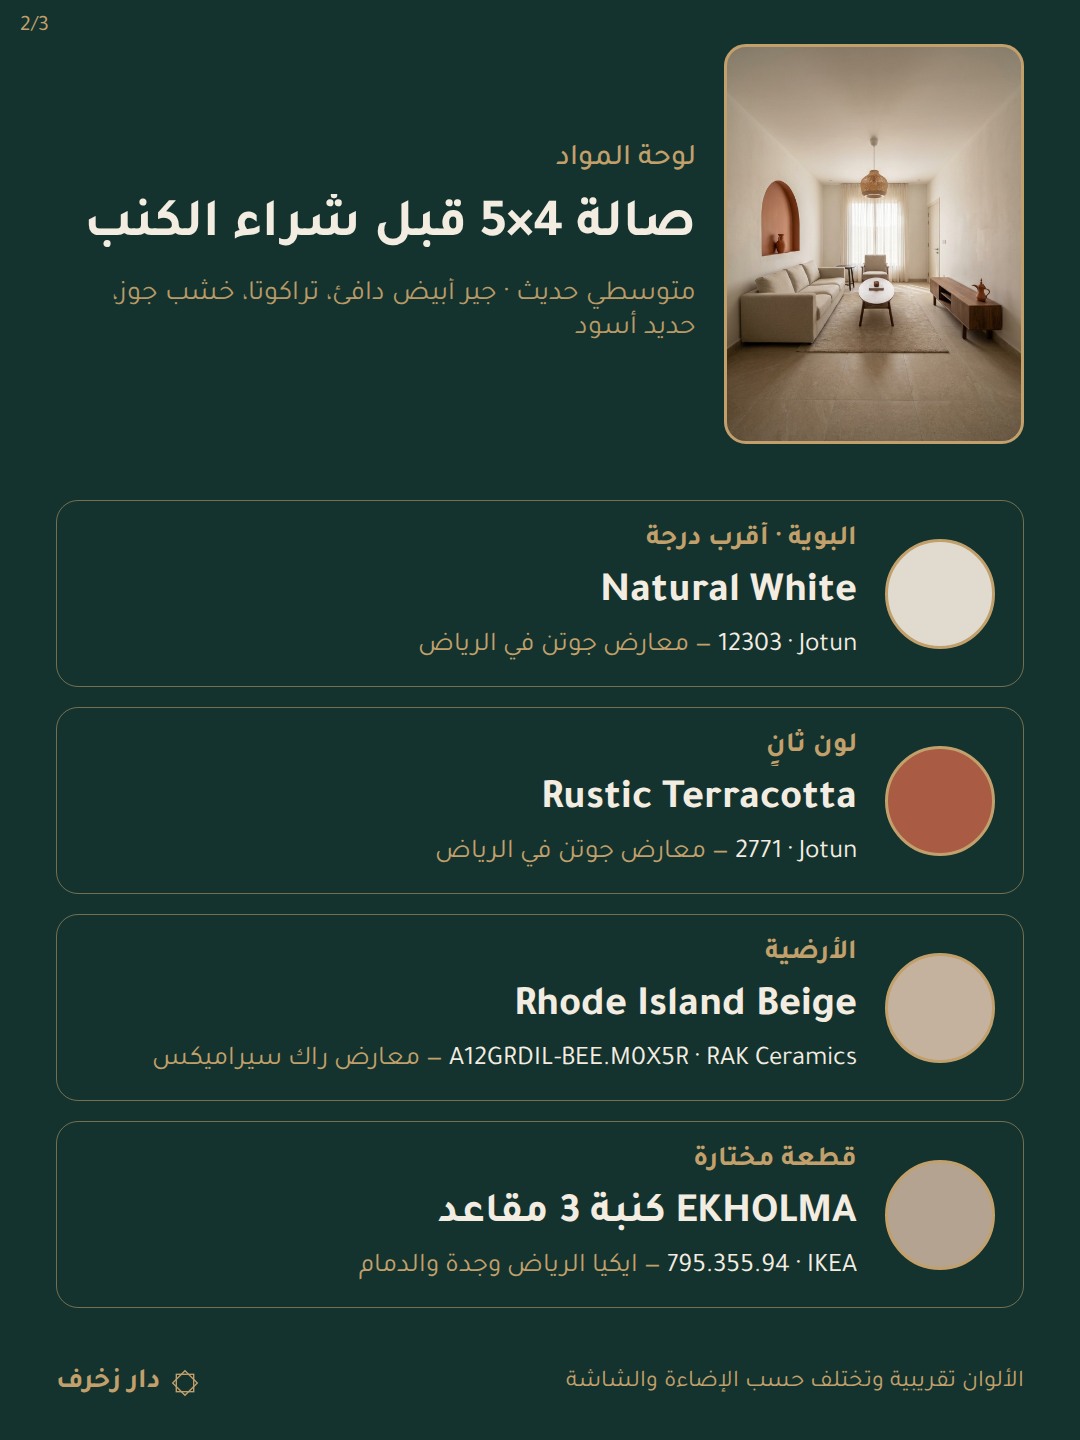 2/3
لوحة المواد
صالة 4×5 قبل شراء الكنب
متوسطي حديث · جير أبيض دافئ، تراكوتا، خشب جوز،
حديد أسود
البوية · أقرب درجة
Natural White
Jotun · 12303 – معارض جوتن في الرياض
لون ثانٍ
Rustic Terracotta
Jotun · 2771 – معارض جوتن في الرياض
الأرضية
Rhode Island Beige
RAK Ceramics · A12GRDIL-BEE.M0X5R – معارض راك سيراميكس
قطعة مختارة
EKHOLMA كنبة 3 مقاعد
IKEA · 795.355.94 – ايكيا الرياض وجدة والدمام
الألوان تقريبية وتختلف حسب الإضاءة والشاشة
دار زخرف